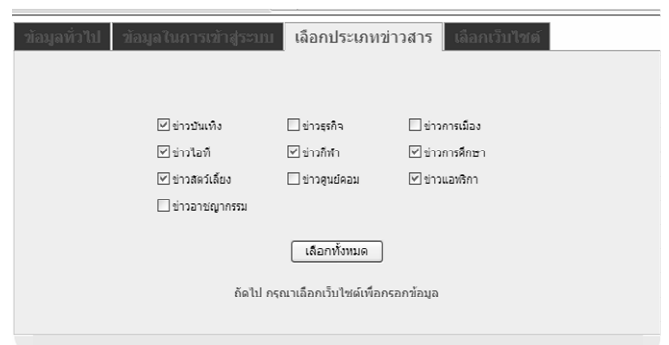 ข้อมูลทั่วไป ข้อมูลในการเข้าสู่ระบบ เลือกประเภทข่าวสาร เลือกเว็บไซต์
ข่าวบันเทิง ข่าวธุรกิจ ข่าวการเมือง
ข่าวไอที ข่าวกีฬา ข่าวการศึกษา
ข่าวสัตว์เลี้ยง ข่าวศูนย์คอม ข่าวแอฟริกา
ข่าวอาชญากรรม
เลือกทั้งหมด
ถัดไป กรุณาเลือกเว็บไซต์เพื่อกรอกข้อมูล